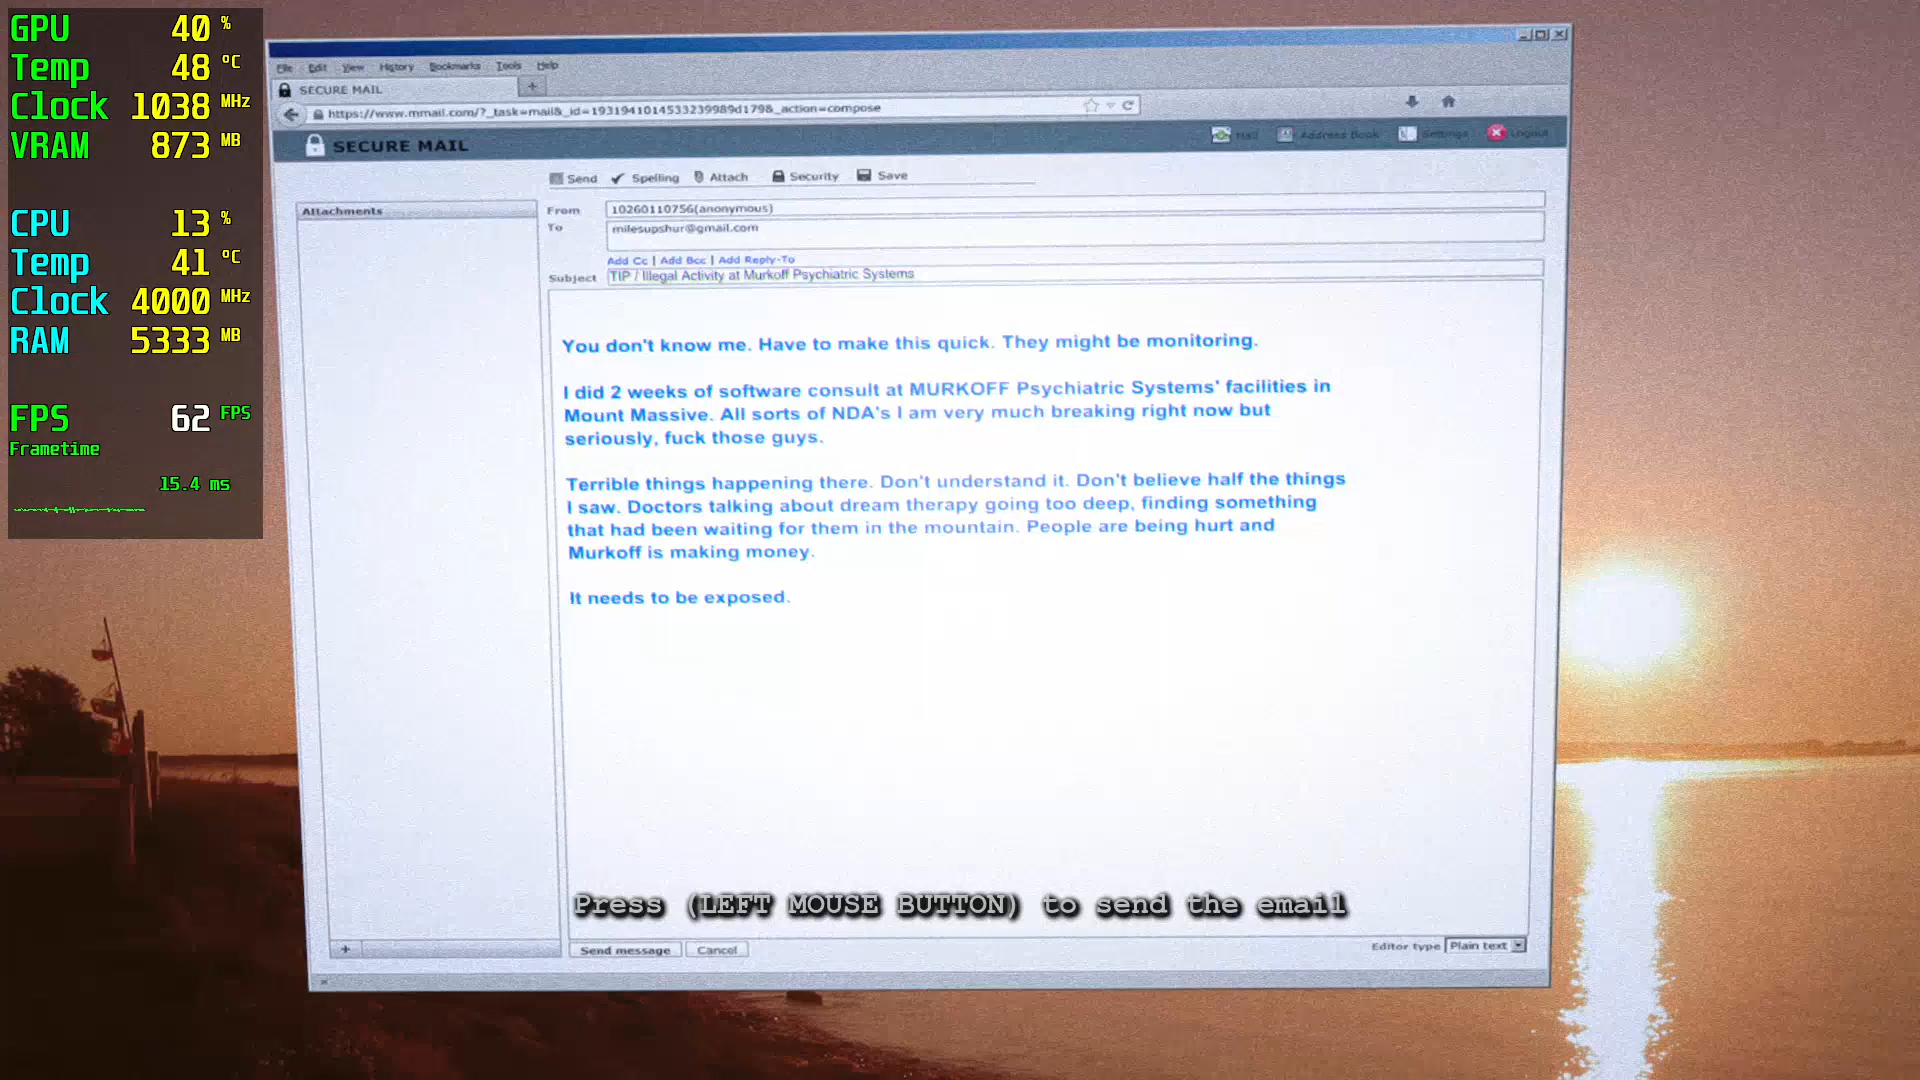 GPU 40 %
Temp 48 °C
Clock 1038 MHz
VRAM 873 MB
CPU 13 %
Temp 41 °C
Clock 4000 MHz
RAM 5333 MB
FPS 62 FPS
Frametime
15.4 ms
File Edit View History Bookmarks Tools Help
SECURE MAIL
https://www.mmail.com/?_task=mail&_id=1931941014533239989d179&_action=compose
SECURE MAIL
Mail Address Book Settings Logout
Send Spelling Attach Security Save
Attachments
From 10260110756(anonymous)
To milesupshur@gmail.com
Add Cc | Add Bcc | Add Reply-To
Subject TIP / Illegal Activity at Murkoff Psychiatric Systems
You don't know me. Have to make this quick. They might be monitoring.
I did 2 weeks of software consult at MURKOFF Psychiatric Systems' facilities in
Mount Massive. All sorts of NDA's I am very much breaking right now but
seriously, fuck those guys.
Terrible things happening there. Don't understand it. Don't believe half the things
I saw. Doctors talking about dream therapy going too deep, finding something
that had been waiting for them in the mountain. People are being hurt and
Murkoff is making money.
It needs to be exposed.
Press (LEFT MOUSE BUTTON) to send the email
Send message Cancel
Editor type Plain text